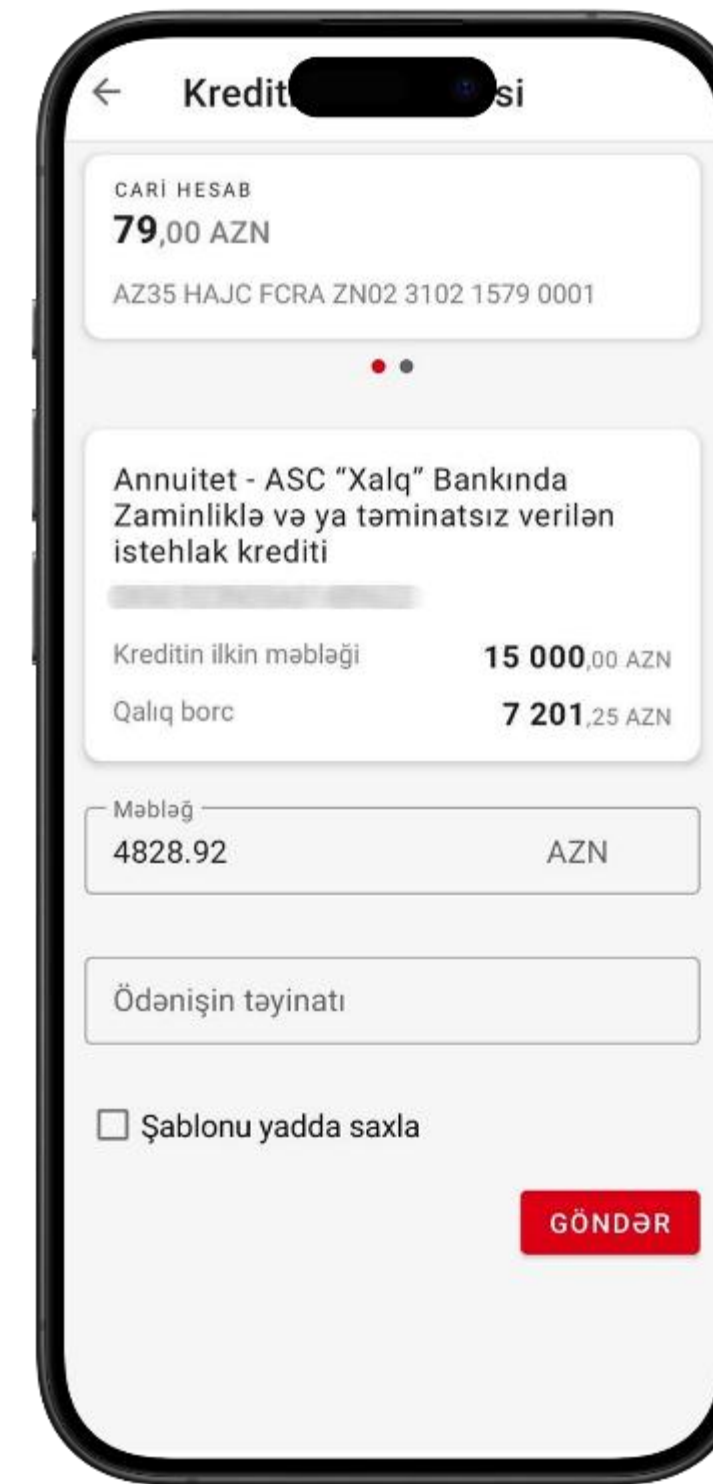 CARİ HESAB
79,00 AZN
AZ35 HAJC FCRA ZN02 3102 1579 0001
Annuitet - ASC “Xalq” Bankında
Zaminliklə və ya təminatsız verilən
istehlak krediti
Kreditin ilkin məbləği 15 000,00 AZN
Qalıq borc 7 201,25 AZN
Məbləğ
4828.92 AZN
Ödənişin təyinatı
Şablonu yadda saxla
GÖNDƏR